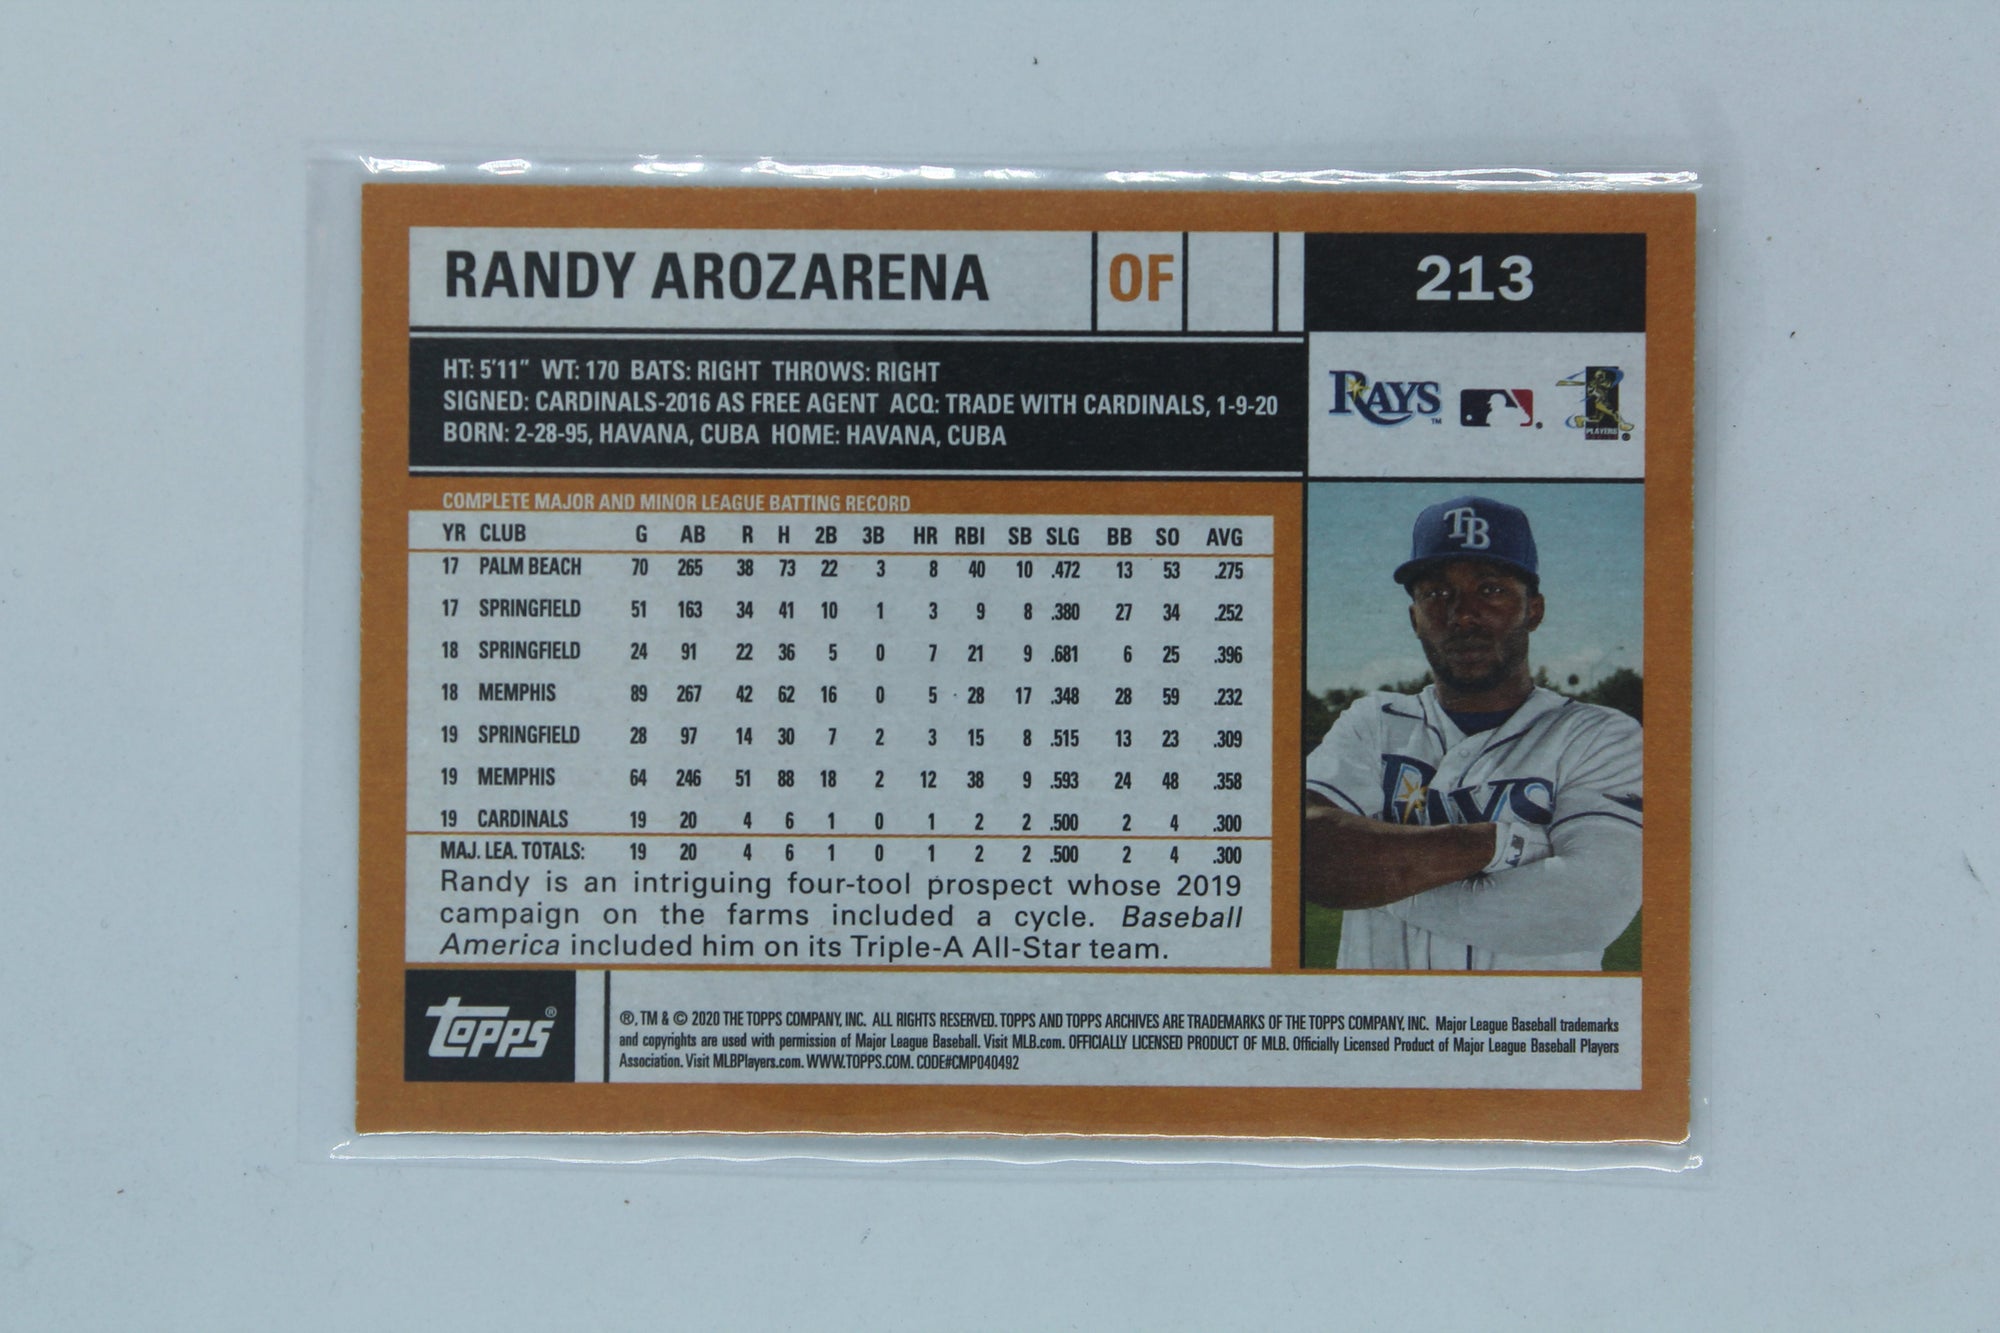 RANDY AROZARENA OF 213
HT: 5'11" WT: 170 BATS: RIGHT THROWS: RIGHT
SIGNED: CARDINALS-2016 AS FREE AGENT ACQ: TRADE WITH CARDINALS, 1-9-20
BORN: 2-28-95, HAVANA, CUBA HOME: HAVANA, CUBA
RAYS™ ® PLAYERS ®
COMPLETE MAJOR AND MINOR LEAGUE BATTING RECORD
YR CLUB G AB R H 2B 3B HR RBI SB SLG BB SO AVG
17 PALM BEACH 70 265 38 73 22 3 8 40 10 .472 13 53 .275
17 SPRINGFIELD 51 163 34 41 10 1 3 9 8 .380 27 34 .252
18 SPRINGFIELD 24 91 22 36 5 0 7 21 9 .681 6 25 .396
18 MEMPHIS 89 267 42 62 16 0 5 28 17 .348 28 59 .232
19 SPRINGFIELD 28 97 14 30 7 2 3 15 8 .515 13 23 .309
19 MEMPHIS 64 246 51 88 18 2 12 38 9 .593 24 48 .358
19 CARDINALS 19 20 4 6 1 0 1 2 2 .500 2 4 .300
MAJ. LEA. TOTALS: 19 20 4 6 1 0 1 2 2 .500 2 4 .300
Randy is an intriguing four-tool prospect whose 2019
campaign on the farms included a cycle. Baseball
America included him on its Triple-A All-Star team.
TB
RAYS
topps®
®, TM & © 2020 THE TOPPS COMPANY, INC. ALL RIGHTS RESERVED. TOPPS AND TOPPS ARCHIVES ARE TRADEMARKS OF THE TOPPS COMPANY, INC. Major League Baseball trademarks
and copyrights are used with permission of Major League Baseball. Visit MLB.com. OFFICIALLY LICENSED PRODUCT OF MLB. Officially Licensed Product of Major League Baseball Players
Association. Visit MLBPlayers.com. WWW.TOPPS.COM. CODE#CMP040492